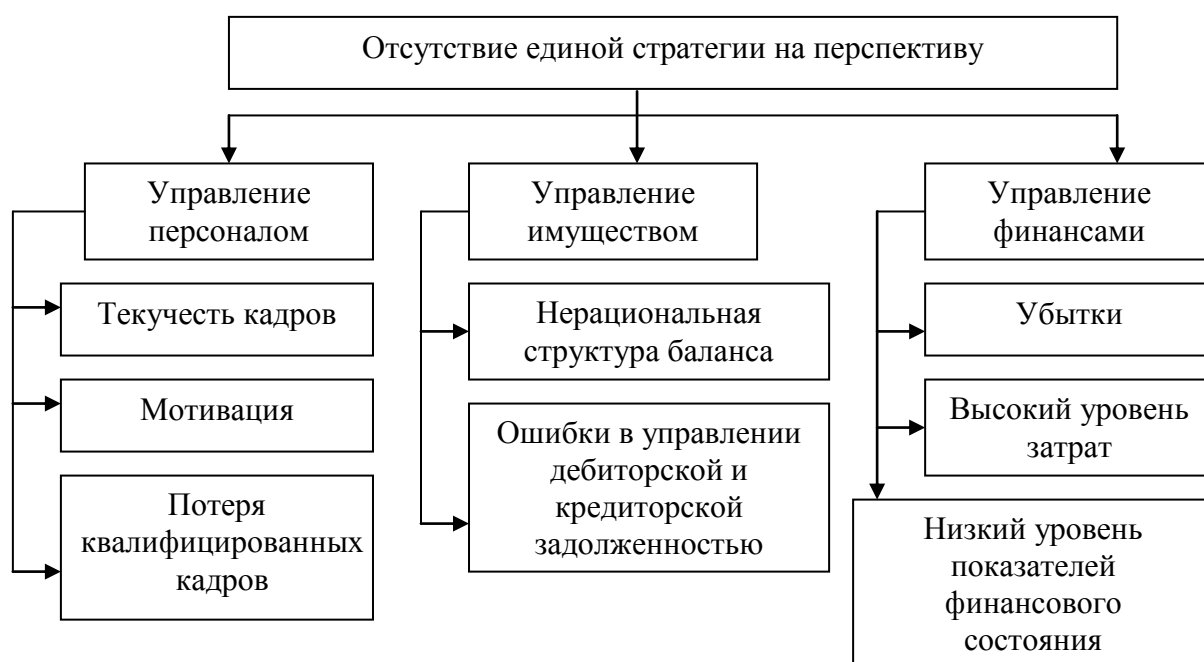 Отсутствие единой стратегии на перспективу
Управление
персоналом
Текучесть кадров
Мотивация
Потеря
квалифицированных
кадров
Управление
имуществом
Нерациональная
структура баланса
Ошибки в управлении
дебиторской и
кредиторской
задолженностью
Управление
финансами
Убытки
Высокий уровень
затрат
Низкий уровень
показателей
финансового
состояния